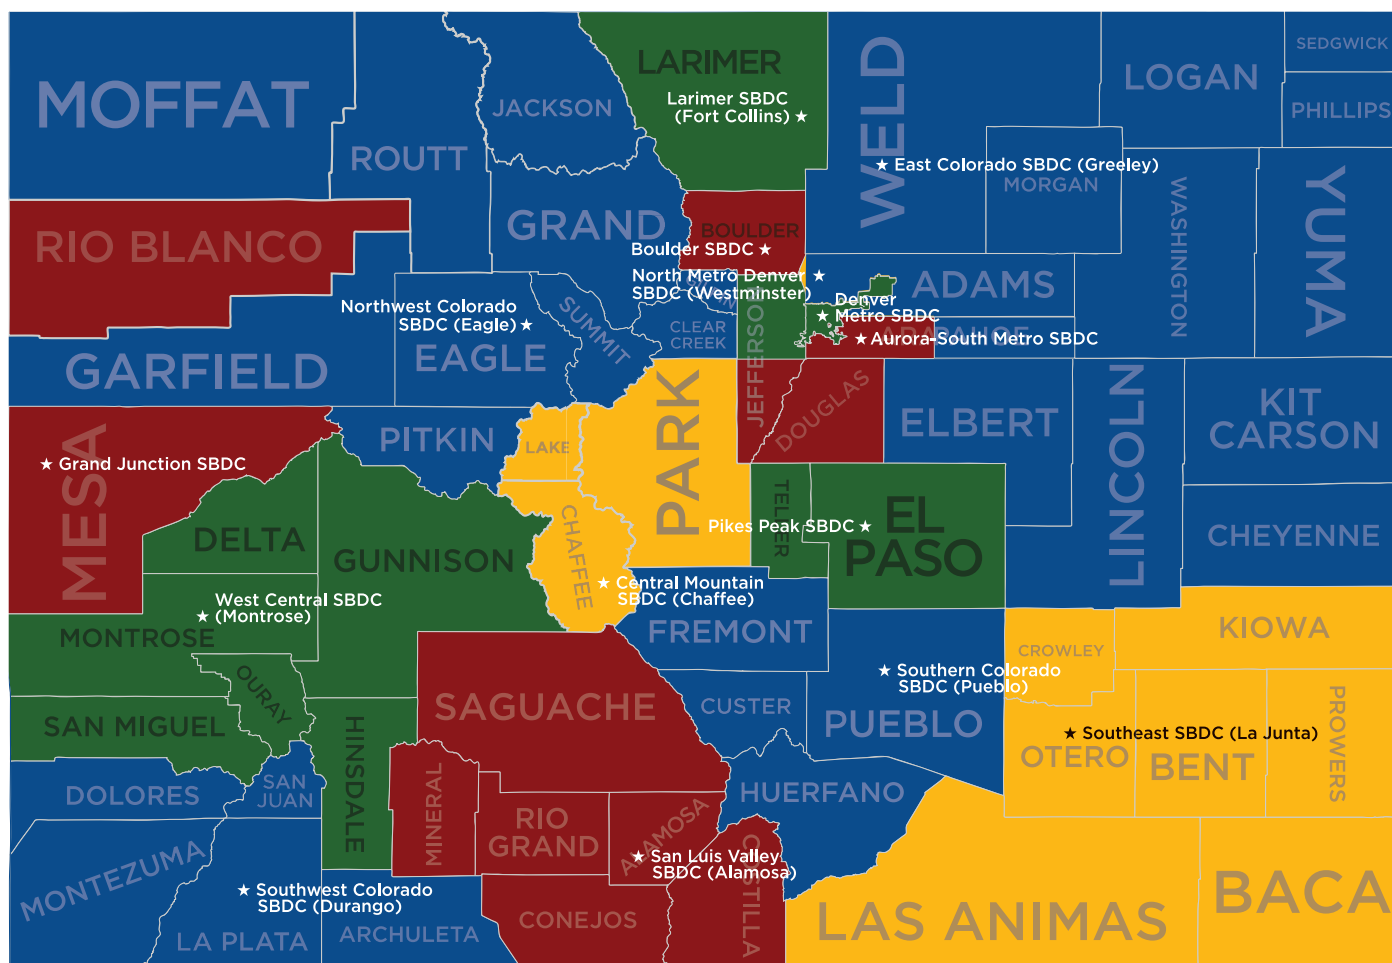 MOFFAT
ROUTT
JACKSON
LARIMER
Larimer SBDC
(Fort Collins)
WELD
LOGAN
SEDGWICK
PHILLIPS
East Colorado SBDC (Greeley)
MORGAN
WASHINGTON
YUMA
RIO BLANCO
GRAND
BOULDER
Boulder SBDC
North Metro Denver
SBDC (Westminster)
ADAMS
Denver
Metro SBDC
Aurora-South Metro SBDC
Northwest Colorado
SBDC (Eagle)
EAGLE
SUMMIT
CLEAR
CREEK
JEFFERSON
GARFIELD
PITKIN
LAKE
PARK
DOUGLAS
ELBERT
LINCOLN
KIT
CARSON
MESA
Grand Junction SBDC
DELTA
GUNNISON
CHAFFEE
TELLER
Pikes Peak SBDC
EL
PASO
CHEYENNE
West Central SBDC
(Montrose)
MONTROSE
Central Mountain
SBDC (Chaffee)
FREMONT
CROWLEY
KIOWA
OURAY
SAN MIGUEL
HINSDALE
SAGUACHE
CUSTER
Southern Colorado
SBDC (Pueblo)
PUEBLO
Southeast SBDC (La Junta)
OTERO
BENT
PROWERS
DOLORES
SAN
JUAN
MINERAL
RIO
GRAND
ALAMOSA
HUERFANO
San Luis Valley
SBDC (Alamosa)
COSTILLA
MONTEZUMA
Southwest Colorado
SBDC (Durango)
LA PLATA
ARCHULETA
CONEJOS
LAS ANIMAS
BACA